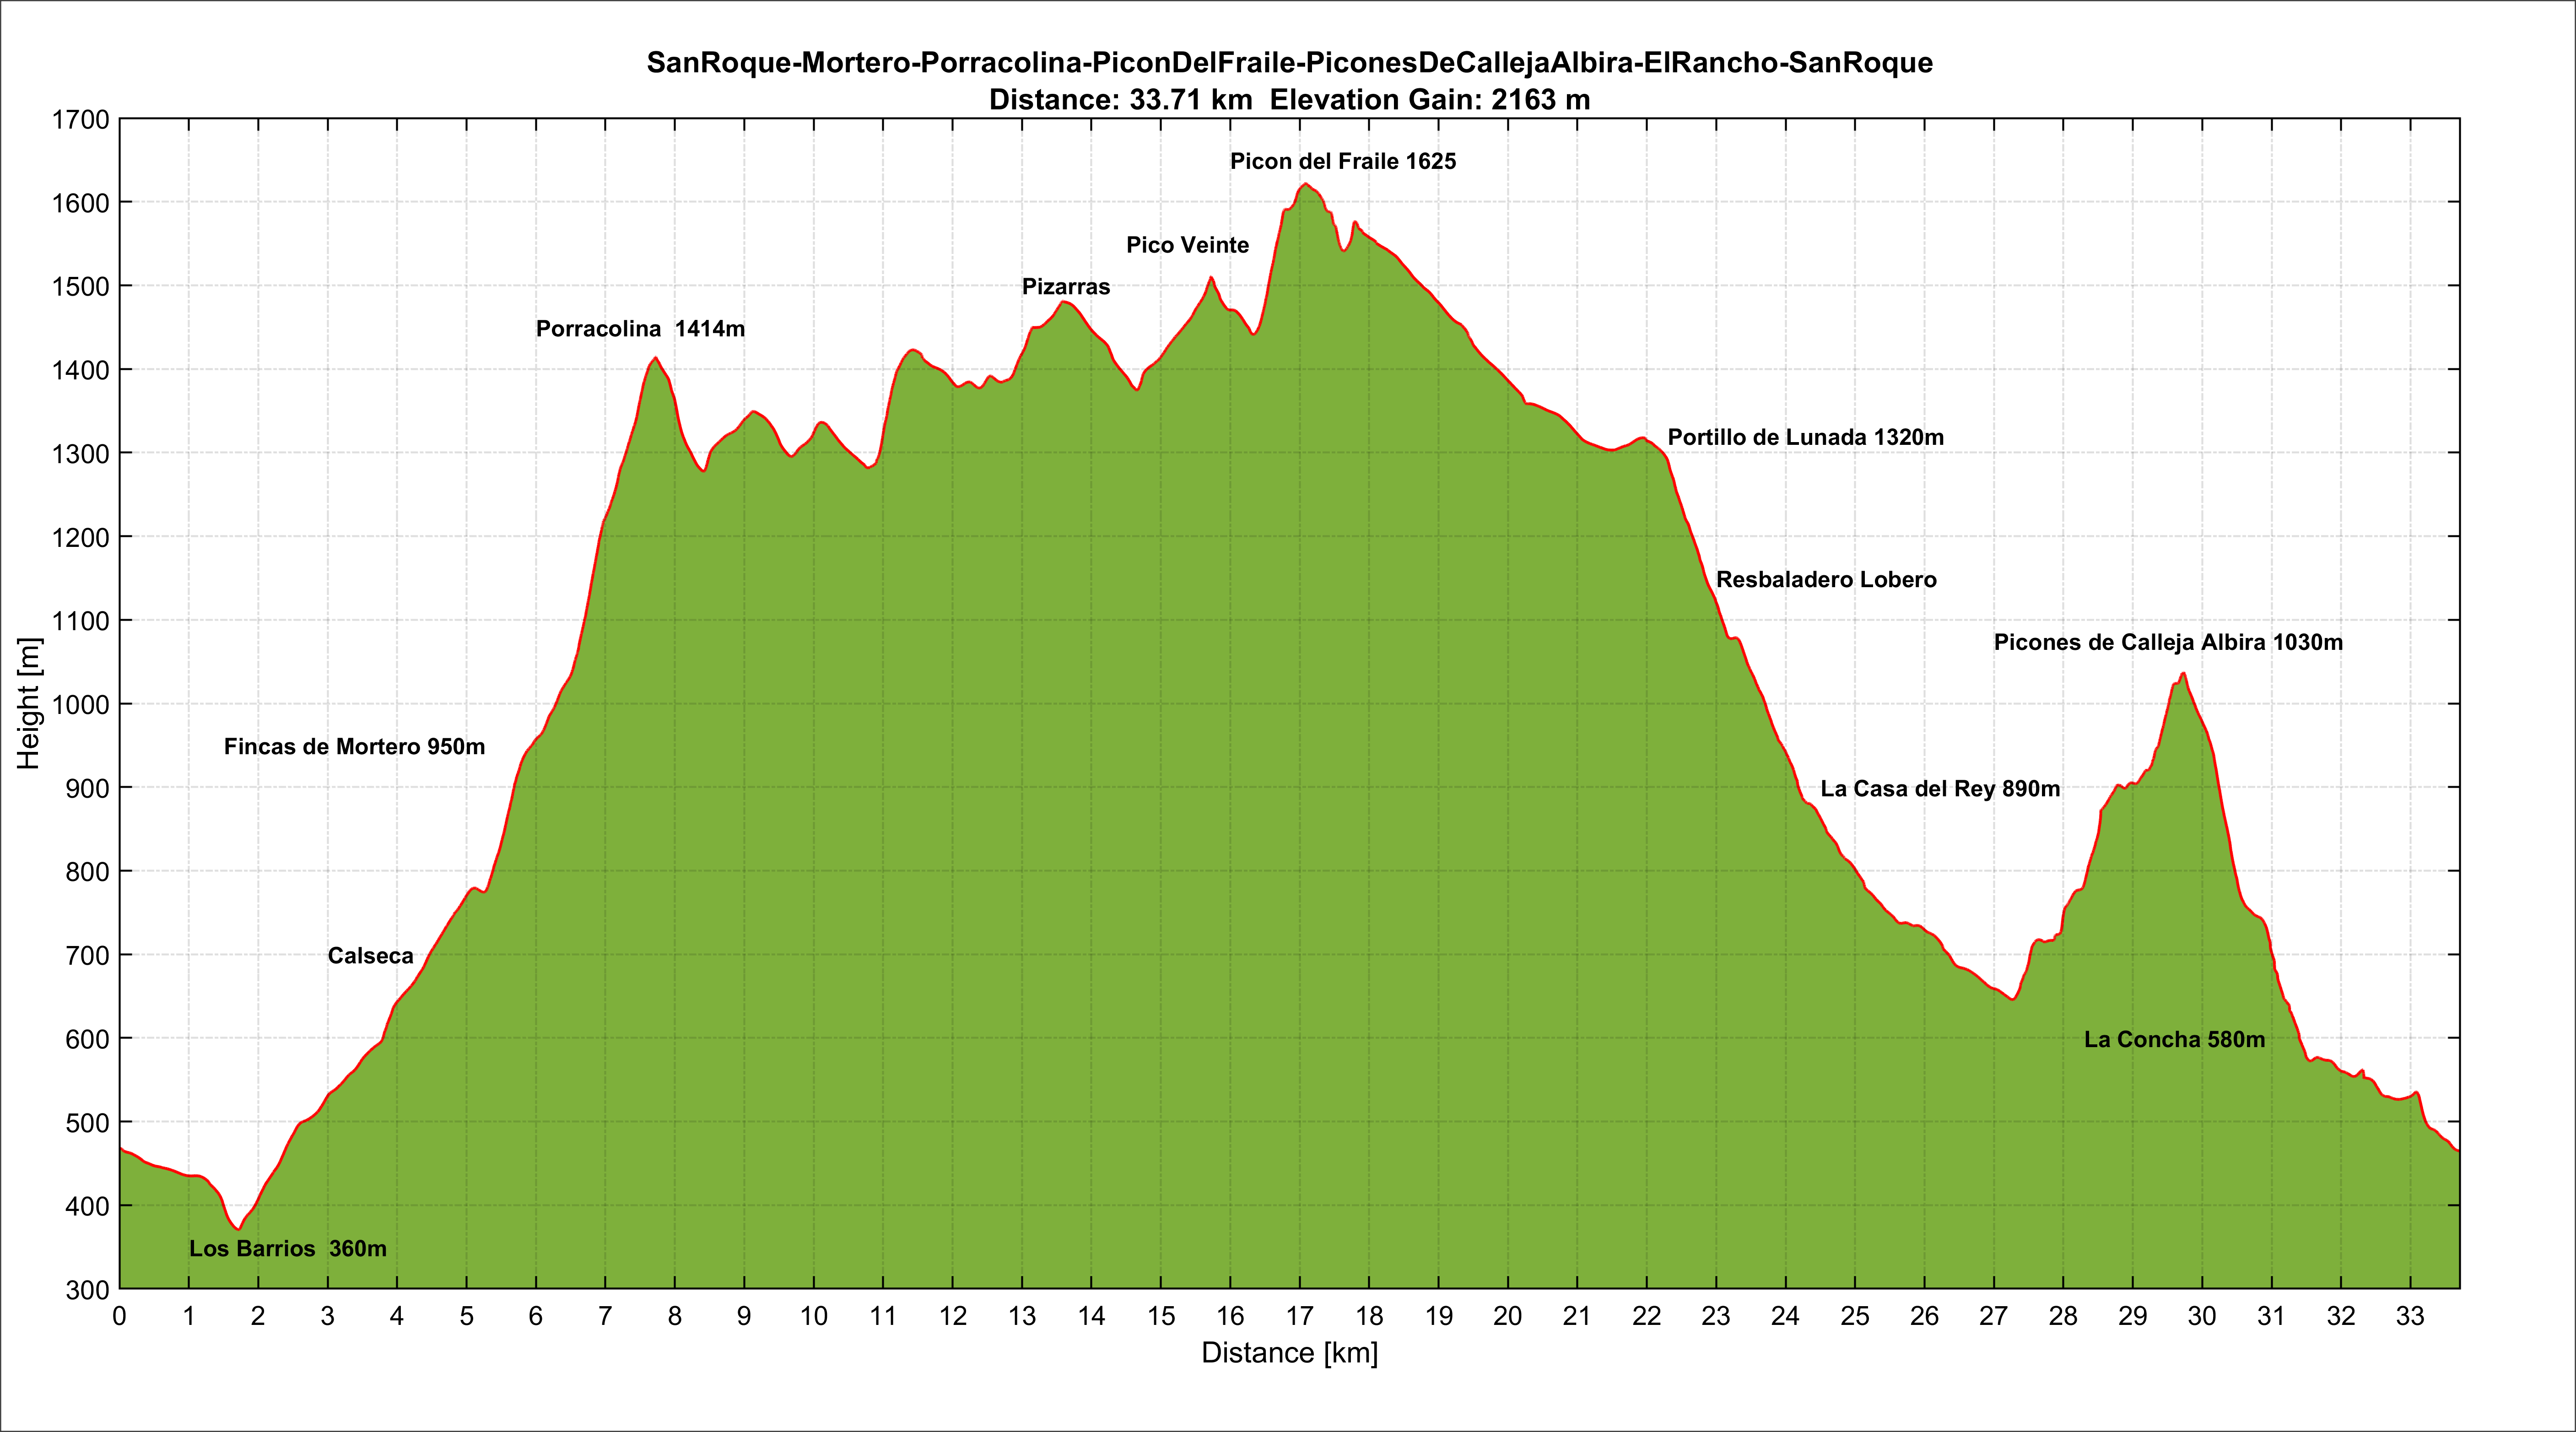 SanRoque-Mortero-Porracolina-PiconDelFraile-PiconesDeCallejaAlbira-ElRancho-SanRoque
Distance: 33.71 km  Elevation Gain: 2163 m
1700
1600
1500
1400
1300
1200
1100
1000
900
800
700
600
500
400
300
Height [m]
Picon del Fraile 1625
Pico Veinte
Pizarras
Porracolina  1414m
Portillo de Lunada 1320m
Resbaladero Lobero
Picones de Calleja Albira 1030m
Fincas de Mortero 950m
La Casa del Rey 890m
Calseca
La Concha 580m
Los Barrios  360m
0 1 2 3 4 5 6 7 8 9 10 11 12 13 14 15 16 17 18 19 20 21 22 23 24 25 26 27 28 29 30 31 32 33
Distance [km]